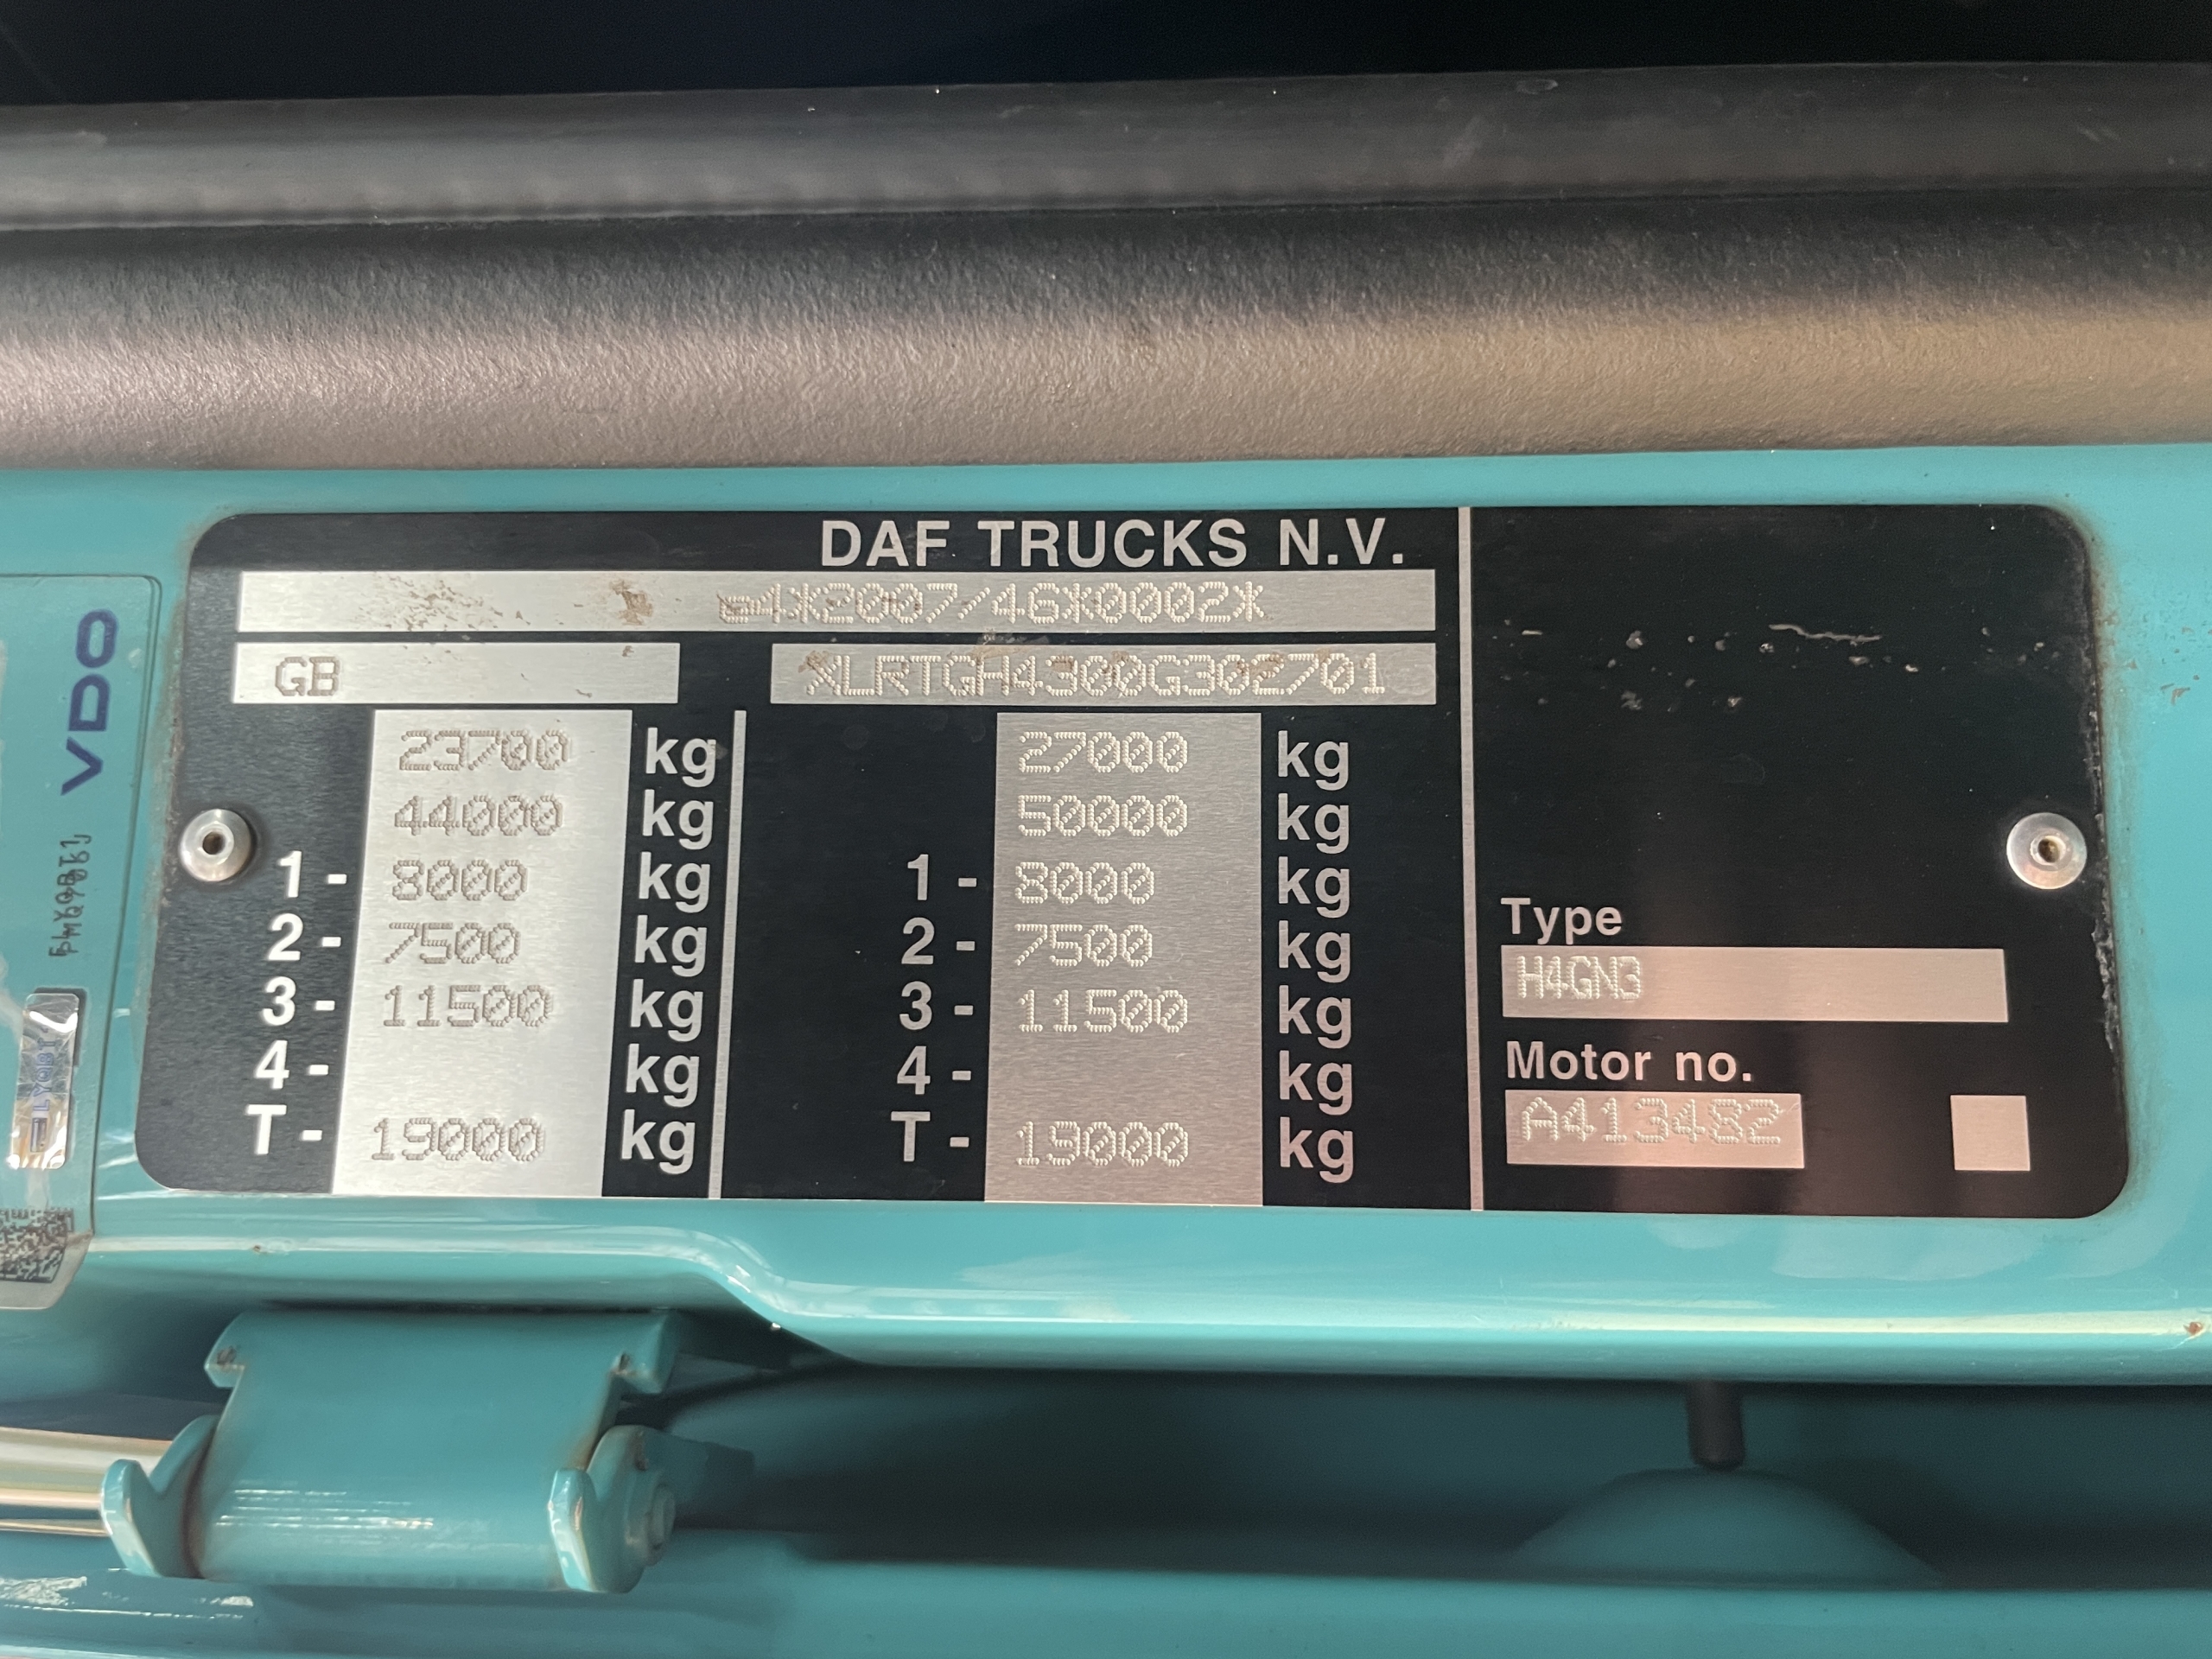 DAF TRUCKS N.V.
e4*2007/46*0002*
GB XLRTGH4300G302701
23700 kg 27000 kg
44000 kg 50000 kg
1- 8000 kg 1- 8000 kg
2- 7500 kg 2- 7500 kg
3- 11500 kg 3- 11500 kg
4- kg 4- kg
T- 19000 kg T- 19000 kg
Type
H4GN3
Motor no.
A413482
VDO